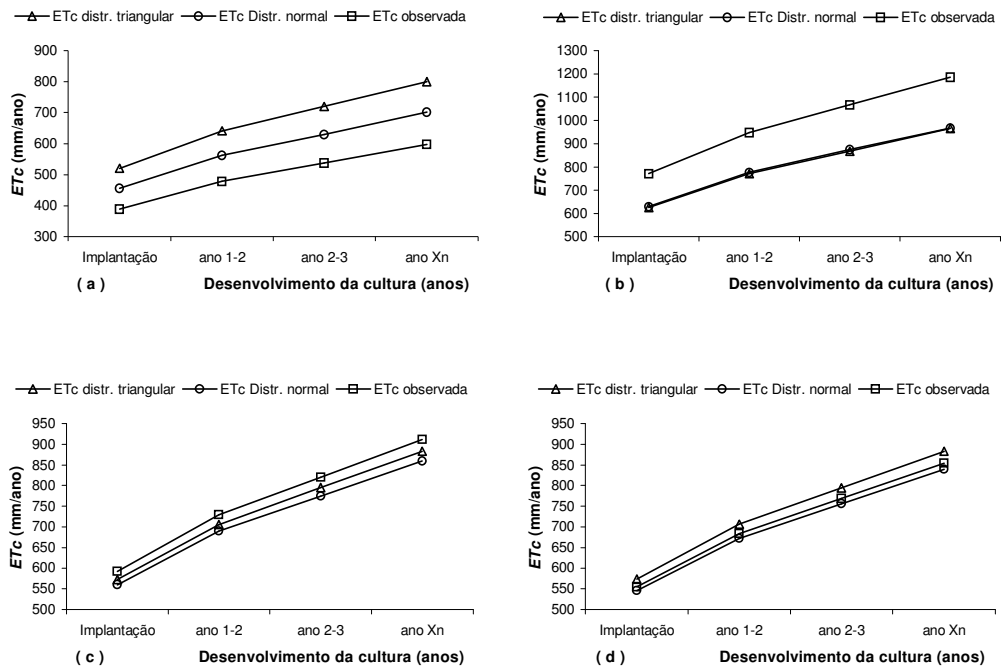 ETc distr. triangular ETc Distr. normal ETc observada
900
800
700
600
500
400
300
ETc (mm/ano)
Implantação ano 1-2 ano 2-3 ano Xn
( a ) Desenvolvimento da cultura (anos)
ETc distr. triangular ETc Distr. normal ETc observada
1300
1200
1100
1000
900
800
700
600
500
ETc (mm/ano)
Implantação ano 1-2 ano 2-3 ano Xn
( b ) Desenvolvimento da cultura (anos)
ETc distr. triangular ETc Distr. normal ETc observada
950
900
850
800
750
700
650
600
550
500
ETc (mm/ano)
Implantação ano 1-2 ano 2-3 ano Xn
( c ) Desenvolvimento da cultura (anos)
ETc distr. triangular ETc Distr. normal ETc observada
950
900
850
800
750
700
650
600
550
500
ETc (mm/ano)
Implantação ano 1-2 ano 2-3 ano Xn
( d ) Desenvolvimento da cultura (anos)